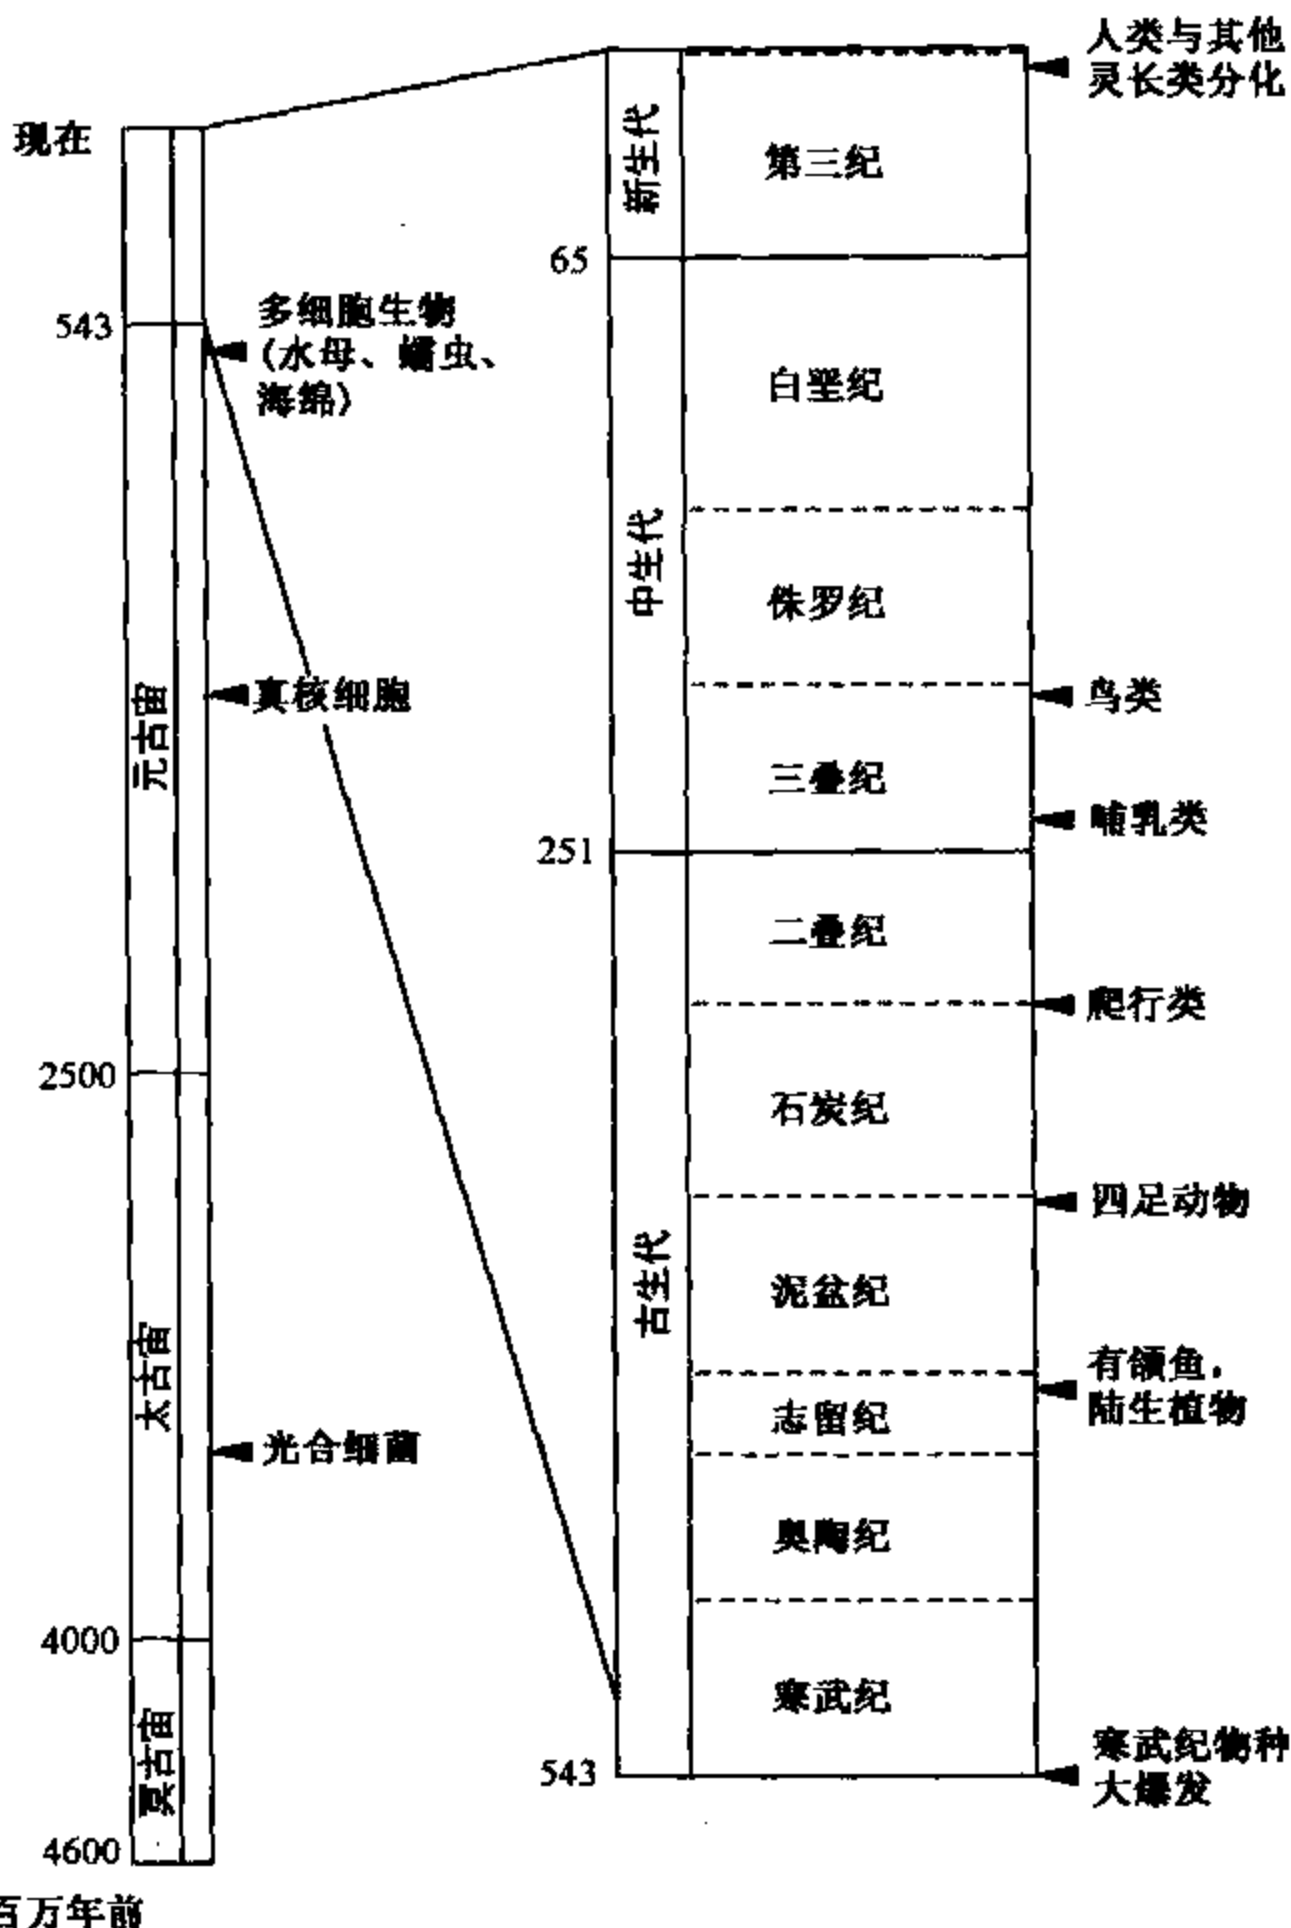 现在
543
多细胞生物
(水母、蠕虫、
海绵)
真核细胞
元古宙
2500
太古宙
光合细菌
4000
冥古宙
4600
百万年前
新生代
第三纪
人类与其他
灵长类分化
65
中生代
白垩纪
侏罗纪
鸟类
三叠纪
哺乳类
251
古生代
二叠纪
爬行类
石炭纪
四足动物
泥盆纪
有颌鱼,
陆生植物
志留纪
奥陶纪
寒武纪
543
寒武纪物种
大爆发